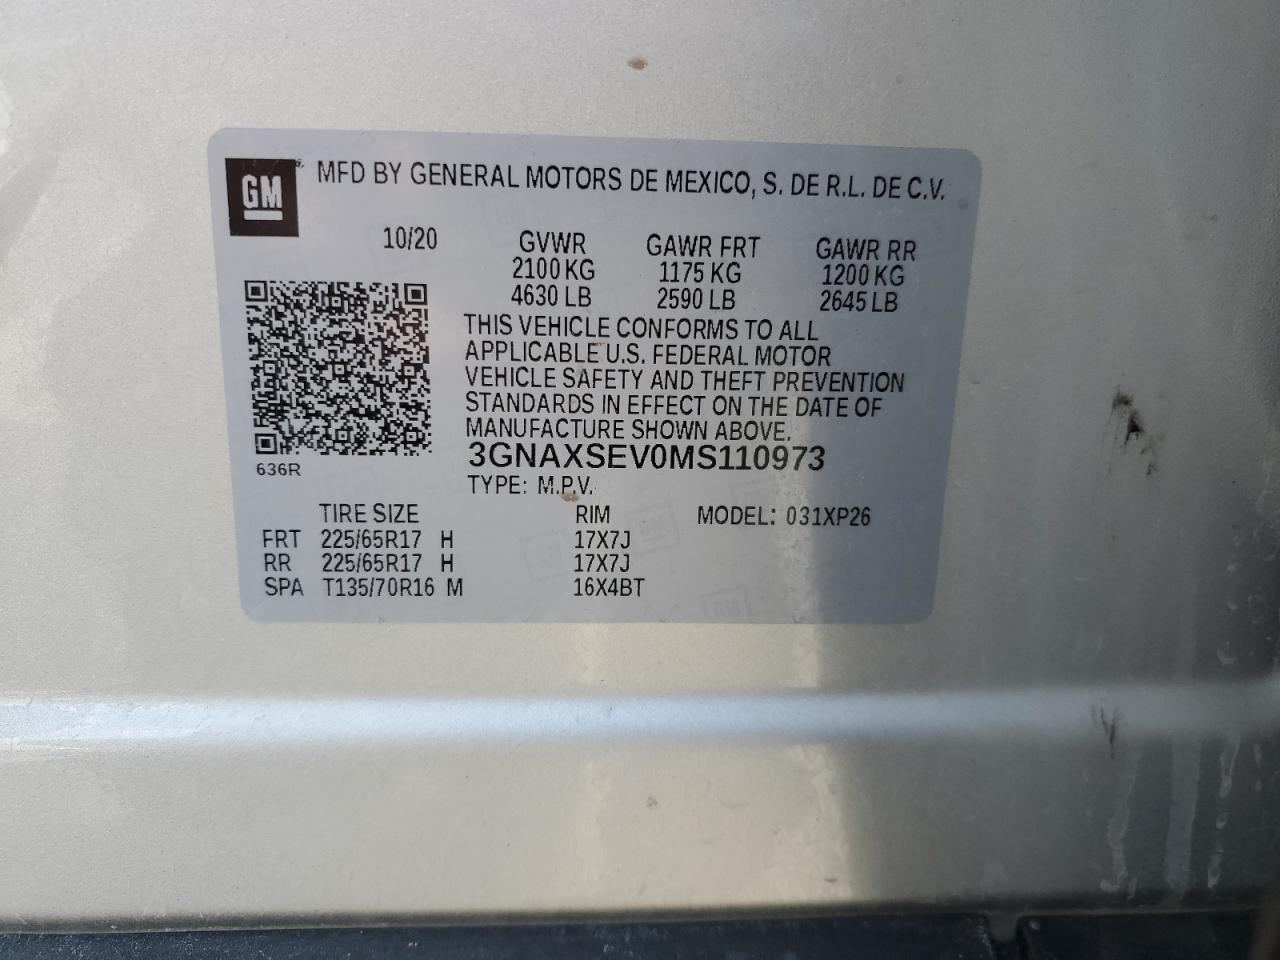 GM
MFD BY GENERAL MOTORS DE MEXICO, S. DE R.L. DE C.V.
10/20 GVWR GAWR FRT GAWR RR
2100 KG 1175 KG 1200 KG
4630 LB 2590 LB 2645 LB
THIS VEHICLE CONFORMS TO ALL
APPLICABLE U.S. FEDERAL MOTOR
VEHICLE SAFETY AND THEFT PREVENTION
STANDARDS IN EFFECT ON THE DATE OF
MANUFACTURE SHOWN ABOVE.
3GNAXSEV0MS110973
636R
TYPE: M.P.V.
TIRE SIZE RIM MODEL: 031XP26
FRT 225/65R17 H 17X7J
RR 225/65R17 H 17X7J
SPA T135/70R16 M 16X4BT